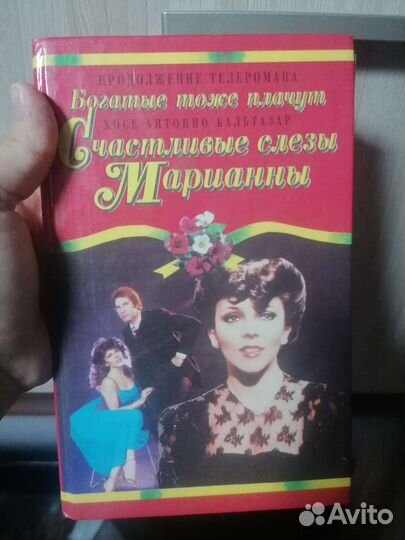 ПРОДОЛЖЕНИЕ ТЕЛЕРОМАНА
Богатые тоже плачут
ХОСЕ АНТОНИО БАЛЬТАЗАР
Счастливые слезы
Марианны
Avito